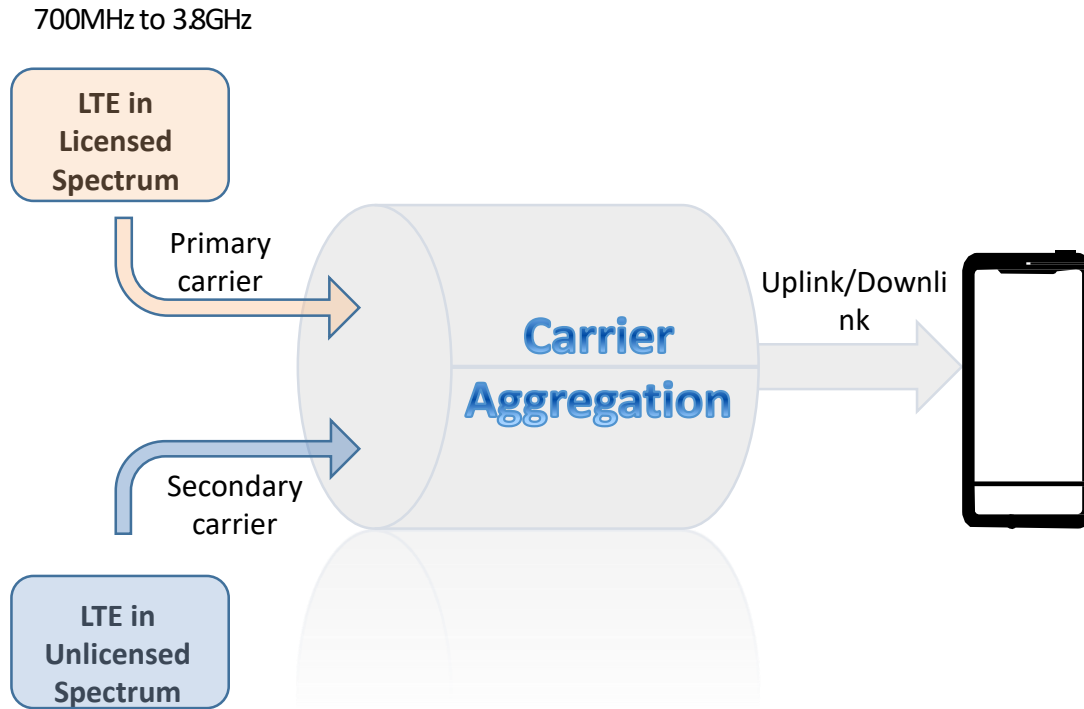 700MHz to 3.8GHz
LTE in
Licensed
Spectrum
Primary
carrier
Uplink/Downli
nk
Carrier
Aggregation
Secondary
carrier
LTE in
Unlicensed
Spectrum